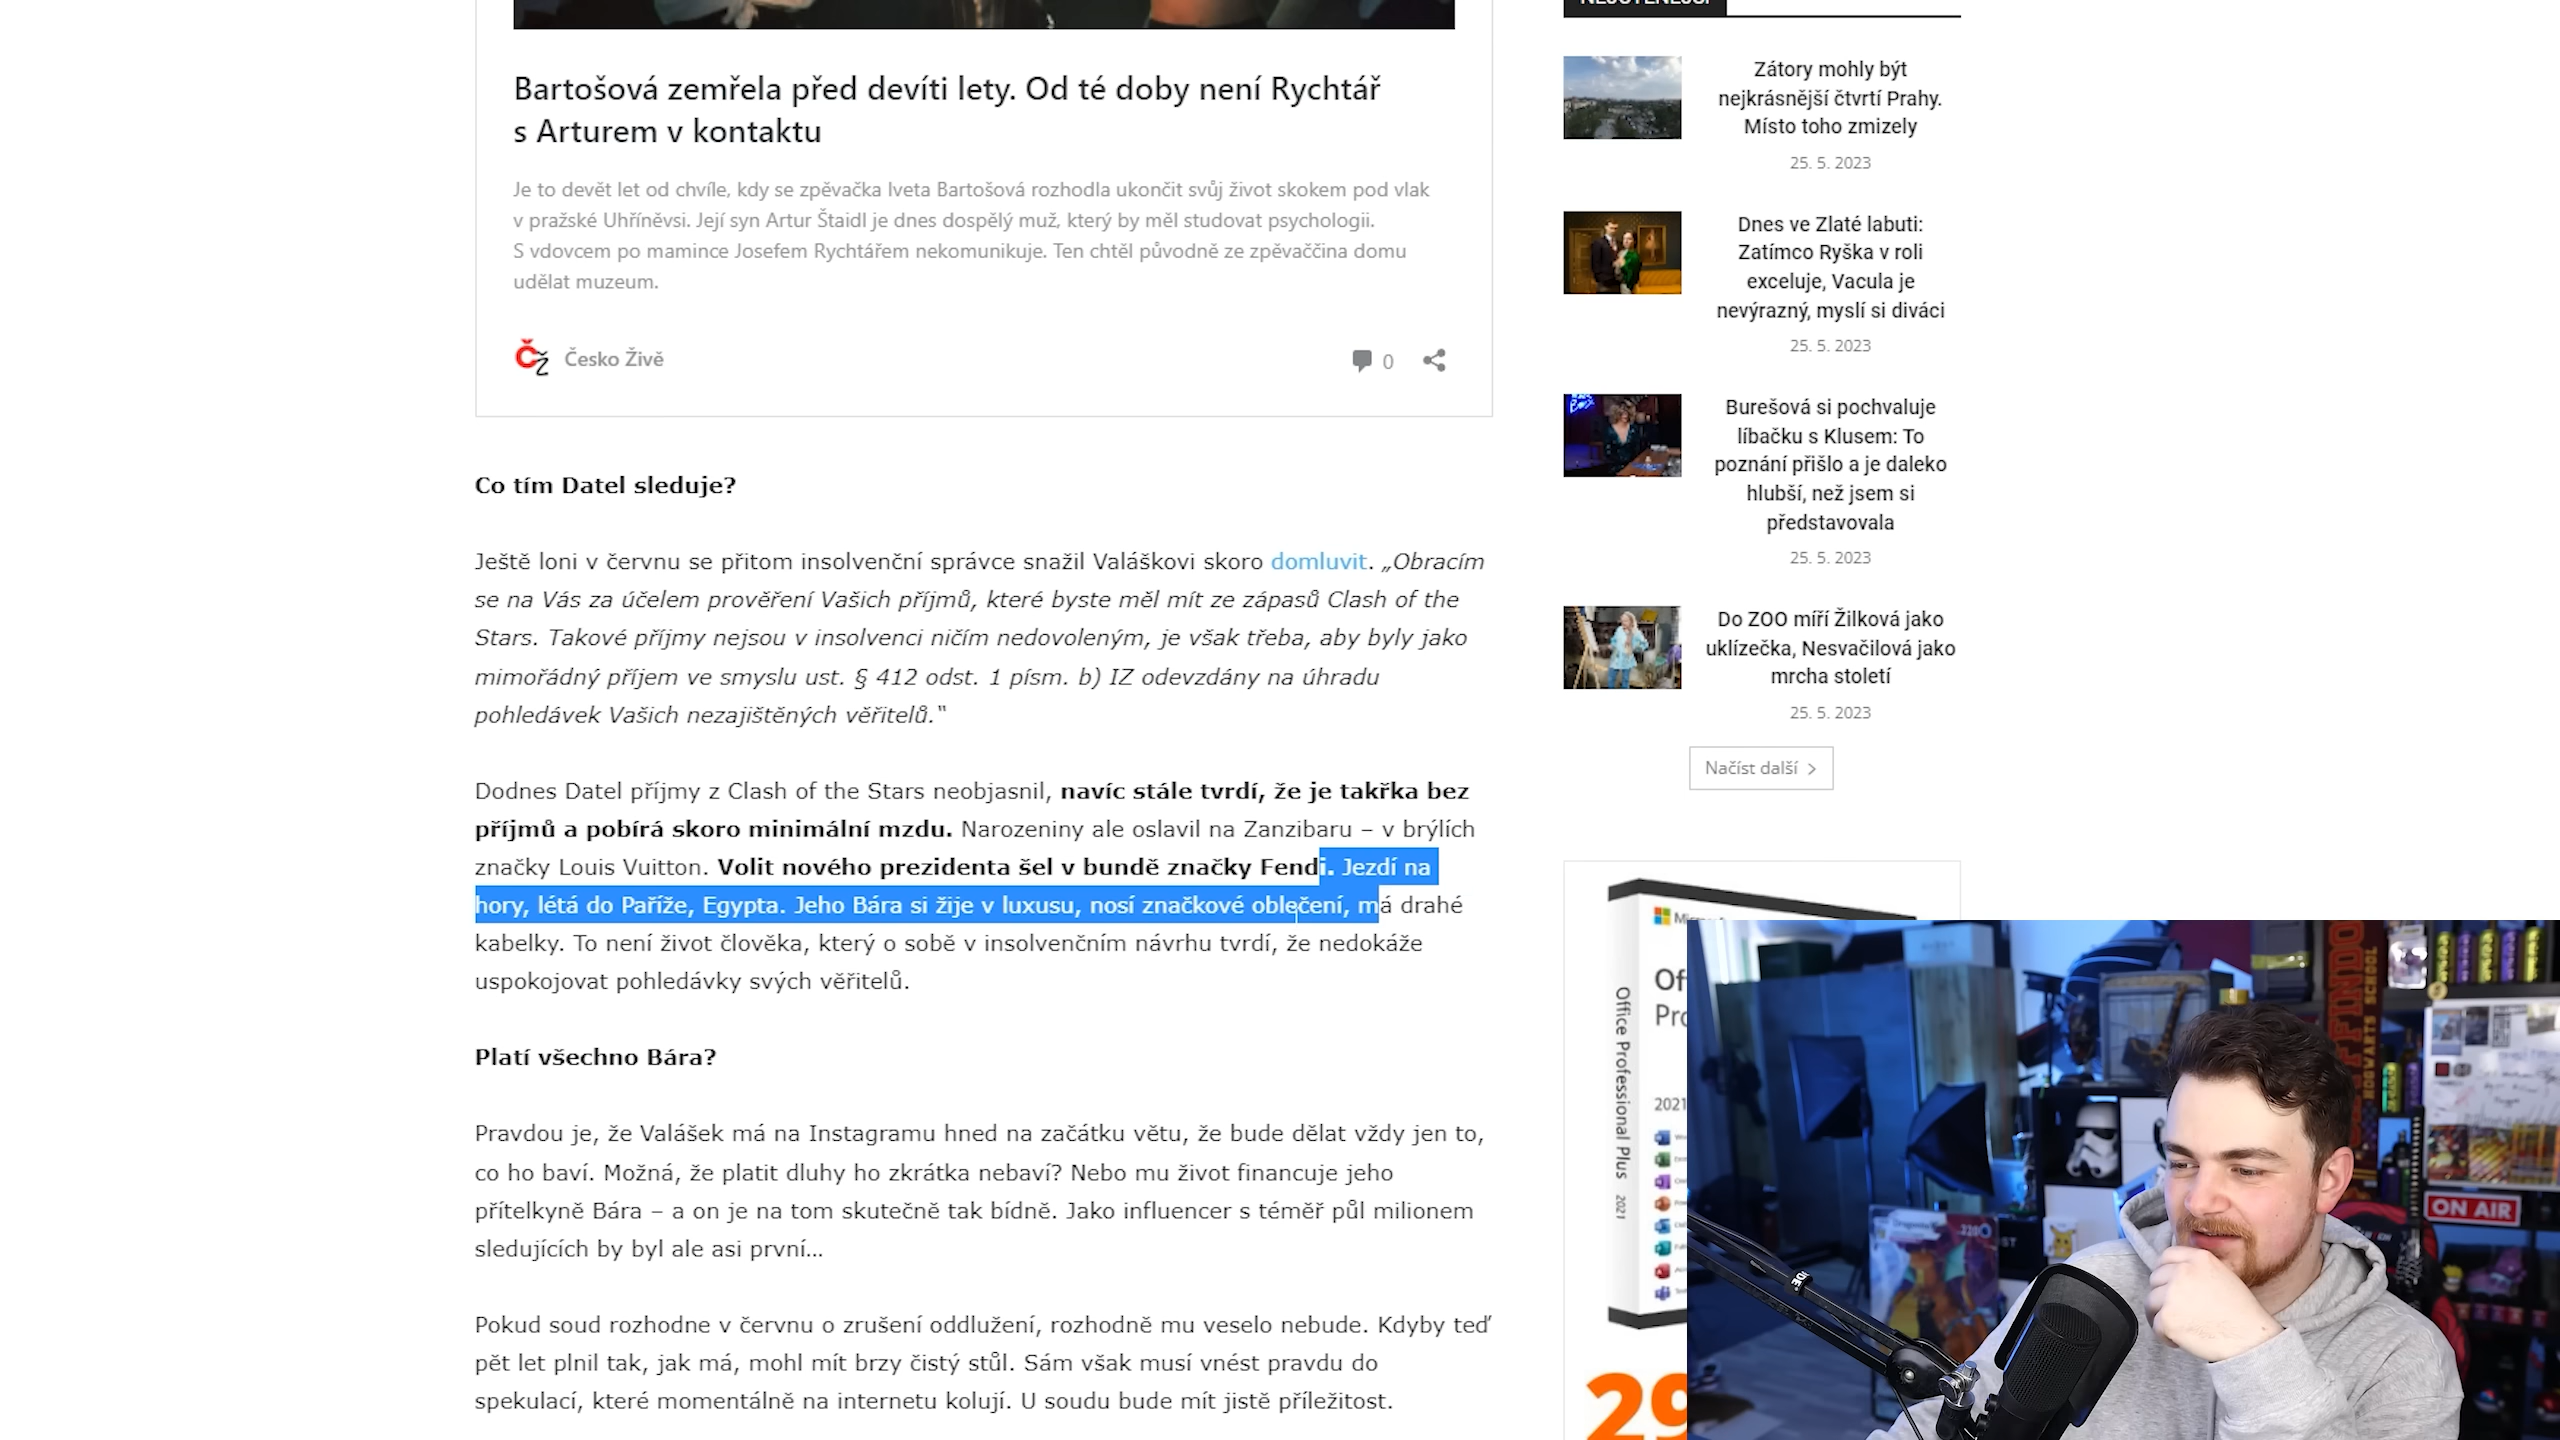 NEJČTENĚJŠÍ
Bartošová zemřela před devíti lety. Od té doby není Rychtář
s Arturem v kontaktu
Je to devět let od chvíle, kdy se zpěvačka Iveta Bartošová rozhodla ukončit svůj život skokem pod vlak
v pražské Uhříněvsi. Její syn Artur Štaidl je dnes dospělý muž, který by měl studovat psychologii.
S vdovcem po mamince Josefem Rychtářem nekomunikuje. Ten chtěl původně ze zpěvaččina domu
udělat muzeum.
Čž Česko Živě
0
Co tím Datel sleduje?
Ještě loni v červnu se přitom insolvenční správce snažil Valáškovi skoro domluvit. „Obracím
se na Vás za účelem prověření Vašich příjmů, které byste měl mít ze zápasů Clash of the
Stars. Takové příjmy nejsou v insolvenci ničím nedovoleným, je však třeba, aby byly jako
mimořádný příjem ve smyslu ust. § 412 odst. 1 písm. b) IZ odevzdány na úhradu
pohledávek Vašich nezajištěných věřitelů.“
Dodnes Datel příjmy z Clash of the Stars neobjasnil, navíc stále tvrdí, že je takřka bez
příjmů a pobírá skoro minimální mzdu. Narozeniny ale oslavil na Zanzibaru – v brýlích
značky Louis Vuitton. Volit nového prezidenta šel v bundě značky Fendi. Jezdí na
hory, létá do Paříže, Egypta. Jeho Bára si žije v luxusu, nosí značkové oblečení, má drahé
kabelky. To není život člověka, který o sobě v insolvenčním návrhu tvrdí, že nedokáže
uspokojovat pohledávky svých věřitelů.
Platí všechno Bára?
Pravdou je, že Valášek má na Instagramu hned na začátku větu, že bude dělat vždy jen to,
co ho baví. Možná, že platit dluhy ho zkrátka nebaví? Nebo mu život financuje jeho
přítelkyně Bára – a on je na tom skutečně tak bídně. Jako influencer s téměř půl milionem
sledujících by byl ale asi první…
Pokud soud rozhodne v červnu o zrušení oddlužení, rozhodně mu veselo nebude. Kdyby teď
pět let plnil tak, jak má, mohl mít brzy čistý stůl. Sám však musí vnést pravdu do
spekulací, které momentálně na internetu kolují. U soudu bude mít jistě příležitost.
Zátory mohly být
nejkrásnější čtvrtí Prahy.
Místo toho zmizely
25. 5. 2023
Dnes ve Zlaté labuti:
Zatímco Ryška v roli
exceluje, Vacula je
nevýrazný, myslí si diváci
25. 5. 2023
Burešová si pochvaluje
líbačku s Klusem: To
poznání přišlo a je daleko
hlubší, než jsem si
představovala
25. 5. 2023
Do ZOO míří Žilková jako
uklízečka, Nesvačilová jako
mrcha století
25. 5. 2023
Načíst další
Of
Pro
2021
Office Professional Plus 2021
29
HOGWARTS SCHOOL
ON AIR